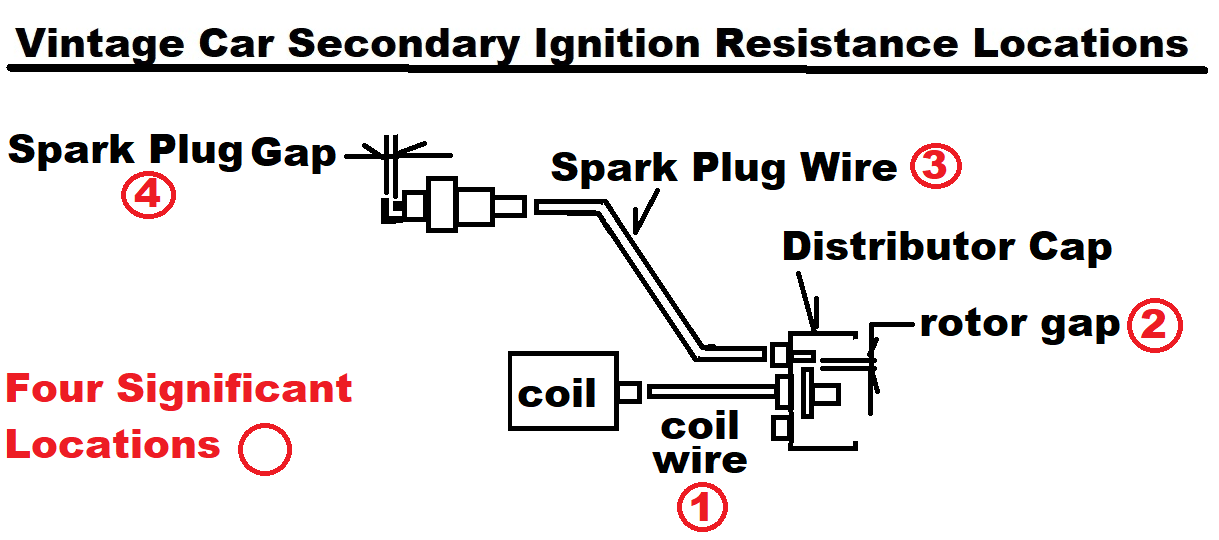 Vintage Car Secondary Ignition Resistance Locations
Spark Plug Gap
4
Spark Plug Wire 3
Distributor Cap
rotor gap 2
Four Significant
Locations
coil
coil
wire
1